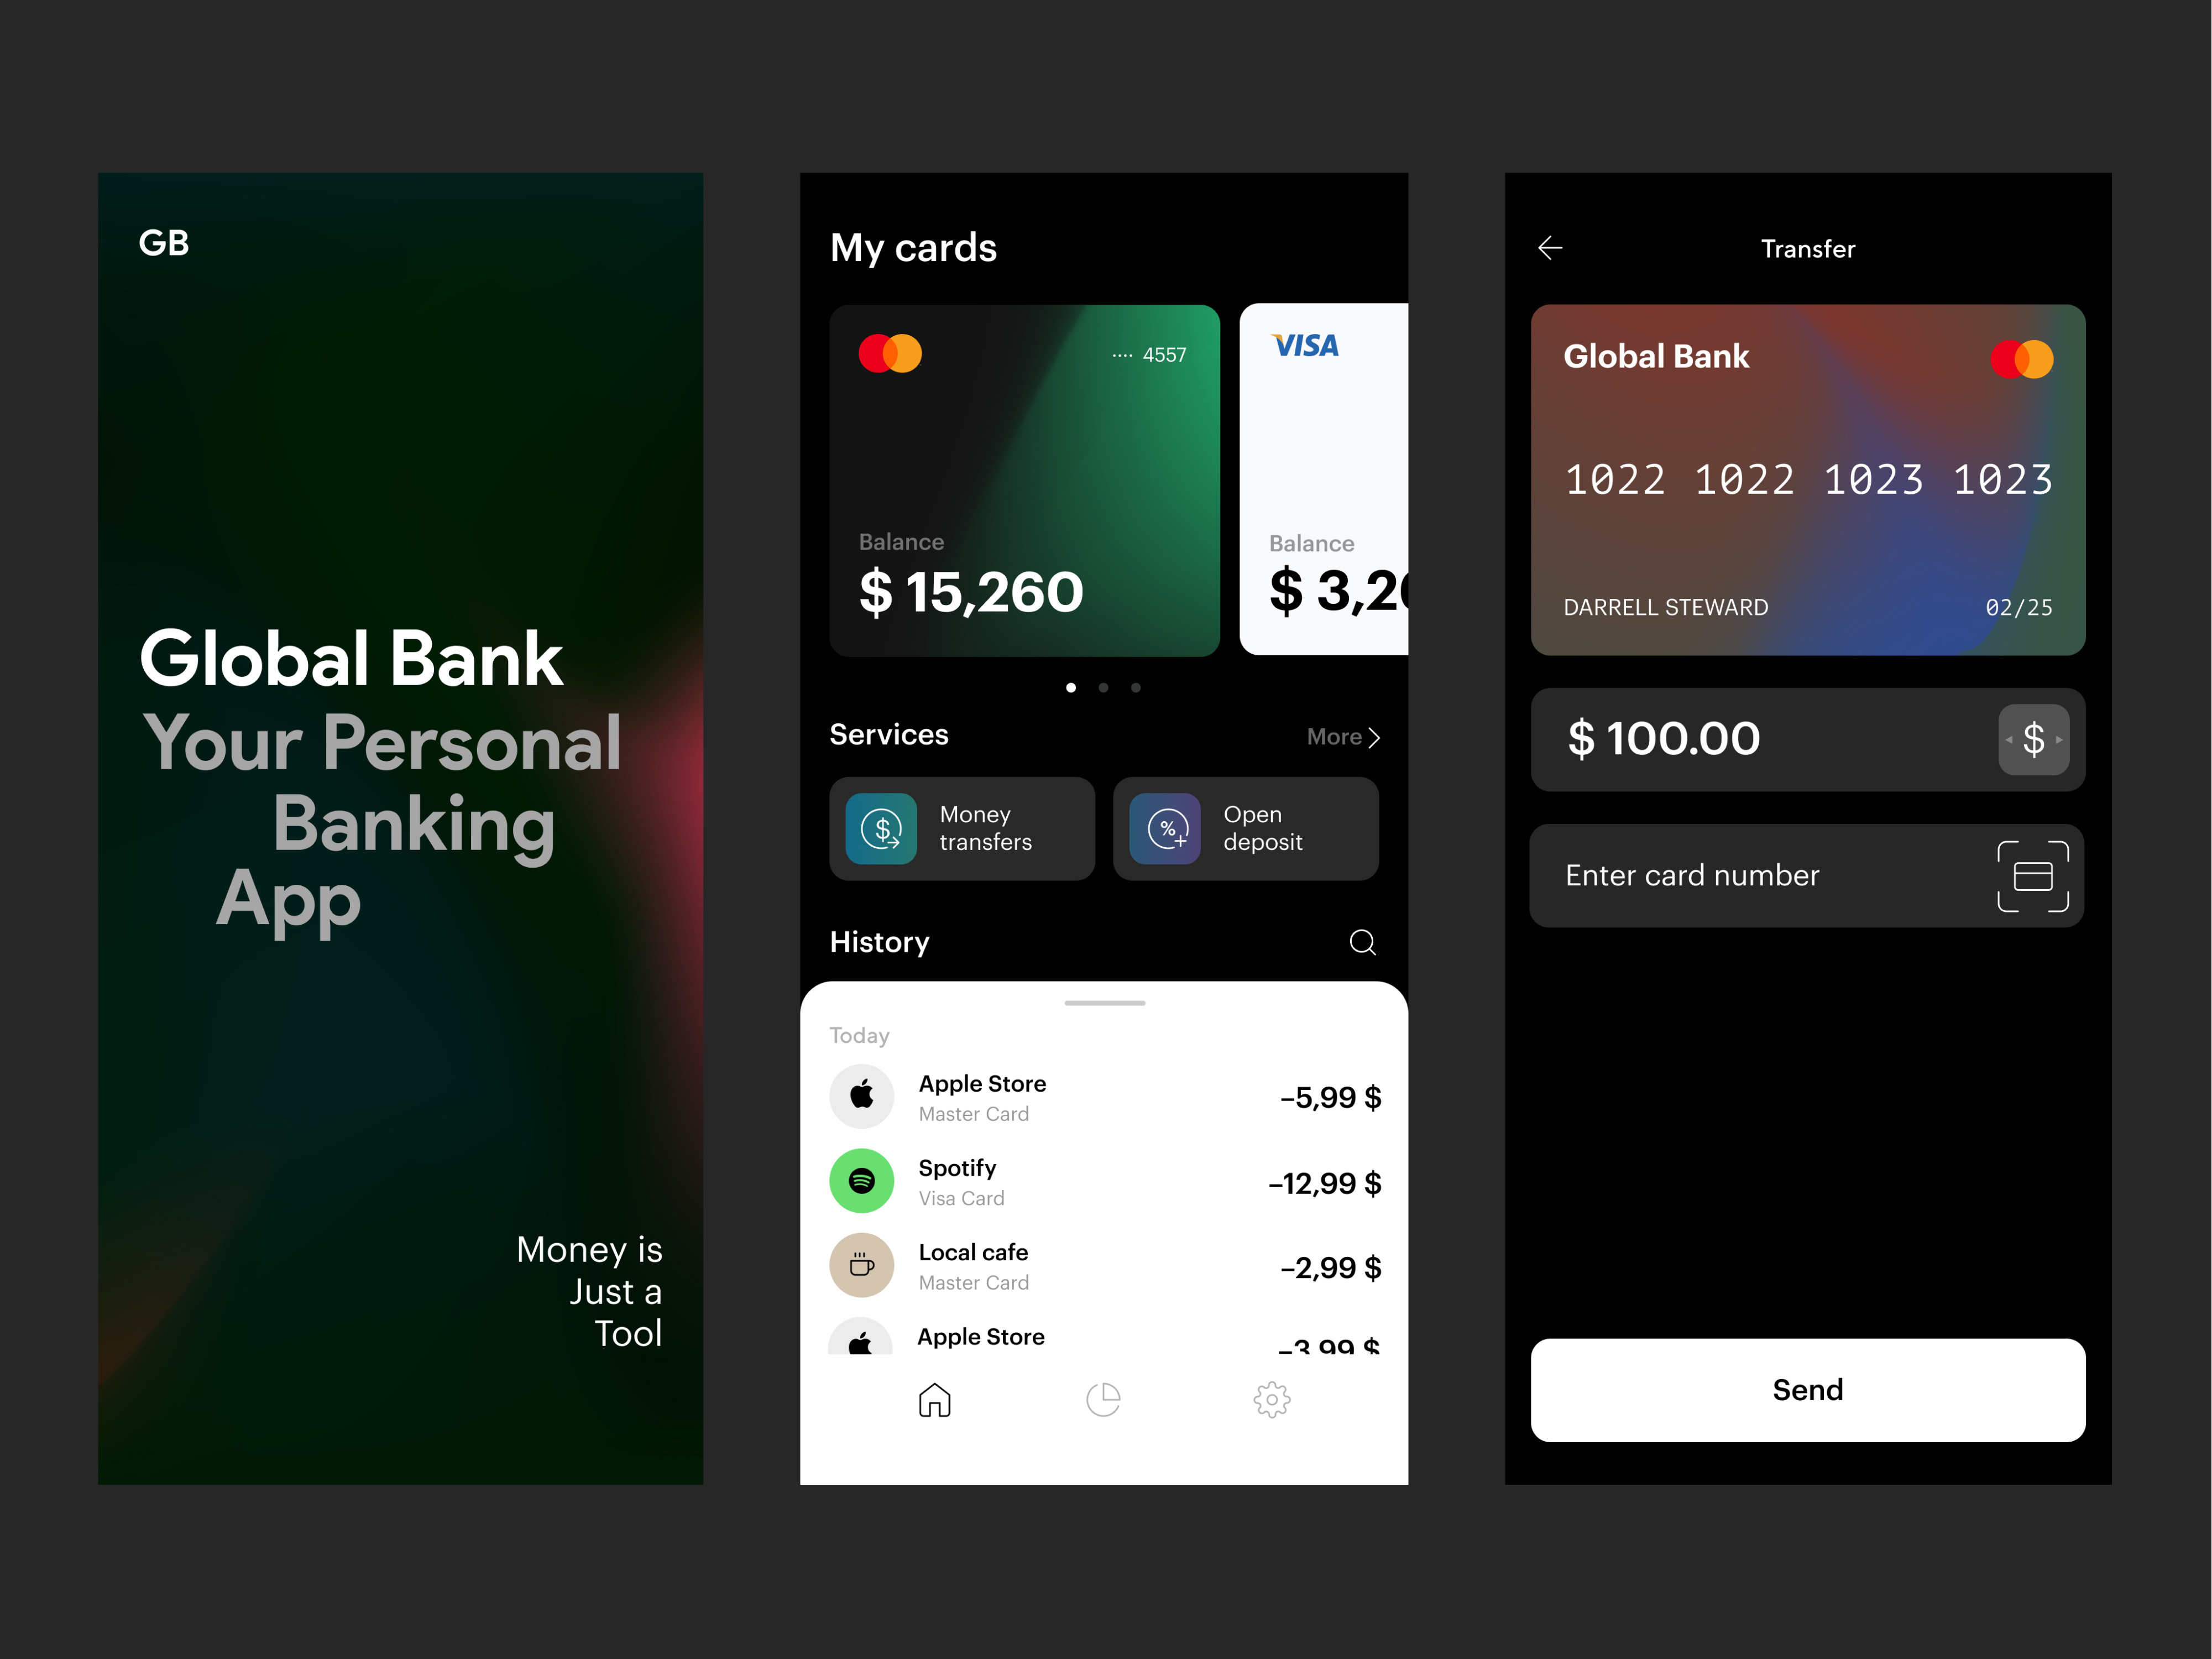 GB
Global Bank
Your Personal
Banking
App
Money is
Just a
Tool
My cards
•••• 4557
Balance
$ 15,260
VISA
Balance
$ 3,20
Services
More
$
Money
transfers
%
Open
deposit
History
Today
Apple Store
Master Card
–5,99 $
Spotify
Visa Card
–12,99 $
Local cafe
Master Card
–2,99 $
Apple Store
–3,99 $
Transfer
Global Bank
1022 1022 1023 1023
DARRELL STEWARD
02/25
$ 100.00
$
Enter card number
Send